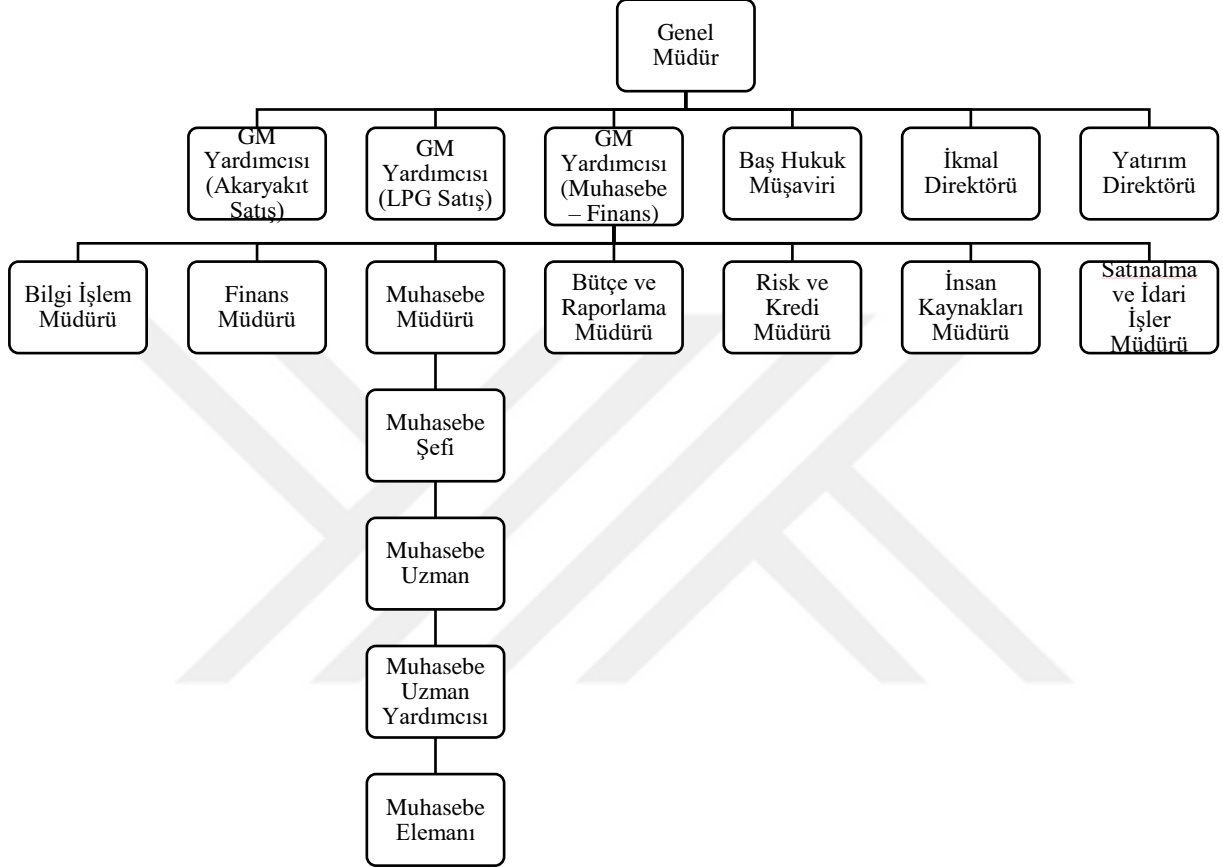 Genel
Müdür
GM
Yardımcısı
(Akaryakıt
Satış)
GM
Yardımcısı
(LPG Satış)
GM
Yardımcısı
(Muhasebe
– Finans)
Baş Hukuk
Müşaviri
İkmal
Direktörü
Yatırım
Direktörü
Bilgi İşlem
Müdürü
Finans
Müdürü
Muhasebe
Müdürü
Bütçe ve
Raporlama
Müdürü
Risk ve
Kredi
Müdürü
İnsan
Kaynakları
Müdürü
Satınalma
ve İdari
İşler
Müdürü
Muhasebe
Şefi
Muhasebe
Uzman
Muhasebe
Uzman
Yardımcısı
Muhasebe
Elemanı